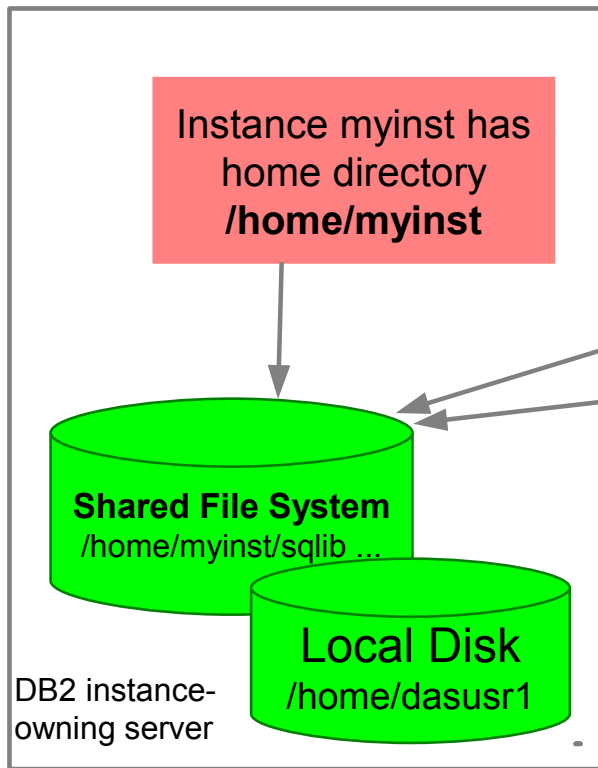 Instance myinst has
home directory
/home/myinst
Shared File System
/home/myinst/sqlib ...
Local Disk
/home/dasusr1
DB2 instance-
owning server